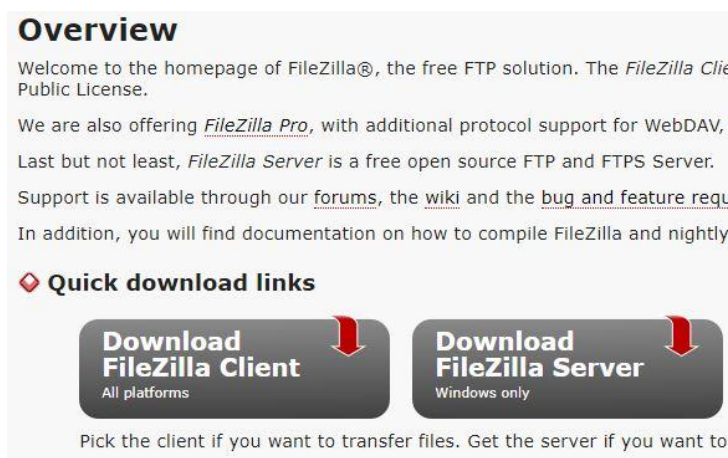 Overview
Welcome to the homepage of FileZilla®, the free FTP solution. The FileZilla Clie
Public License.
We are also offering FileZilla Pro, with additional protocol support for WebDAV,
Last but not least, FileZilla Server is a free open source FTP and FTPS Server.
Support is available through our forums, the wiki and the bug and feature requ
In addition, you will find documentation on how to compile FileZilla and nightly
Quick download links
Download
FileZilla Client
All platforms
Download
FileZilla Server
Windows only
Pick the client if you want to transfer files. Get the server if you want to